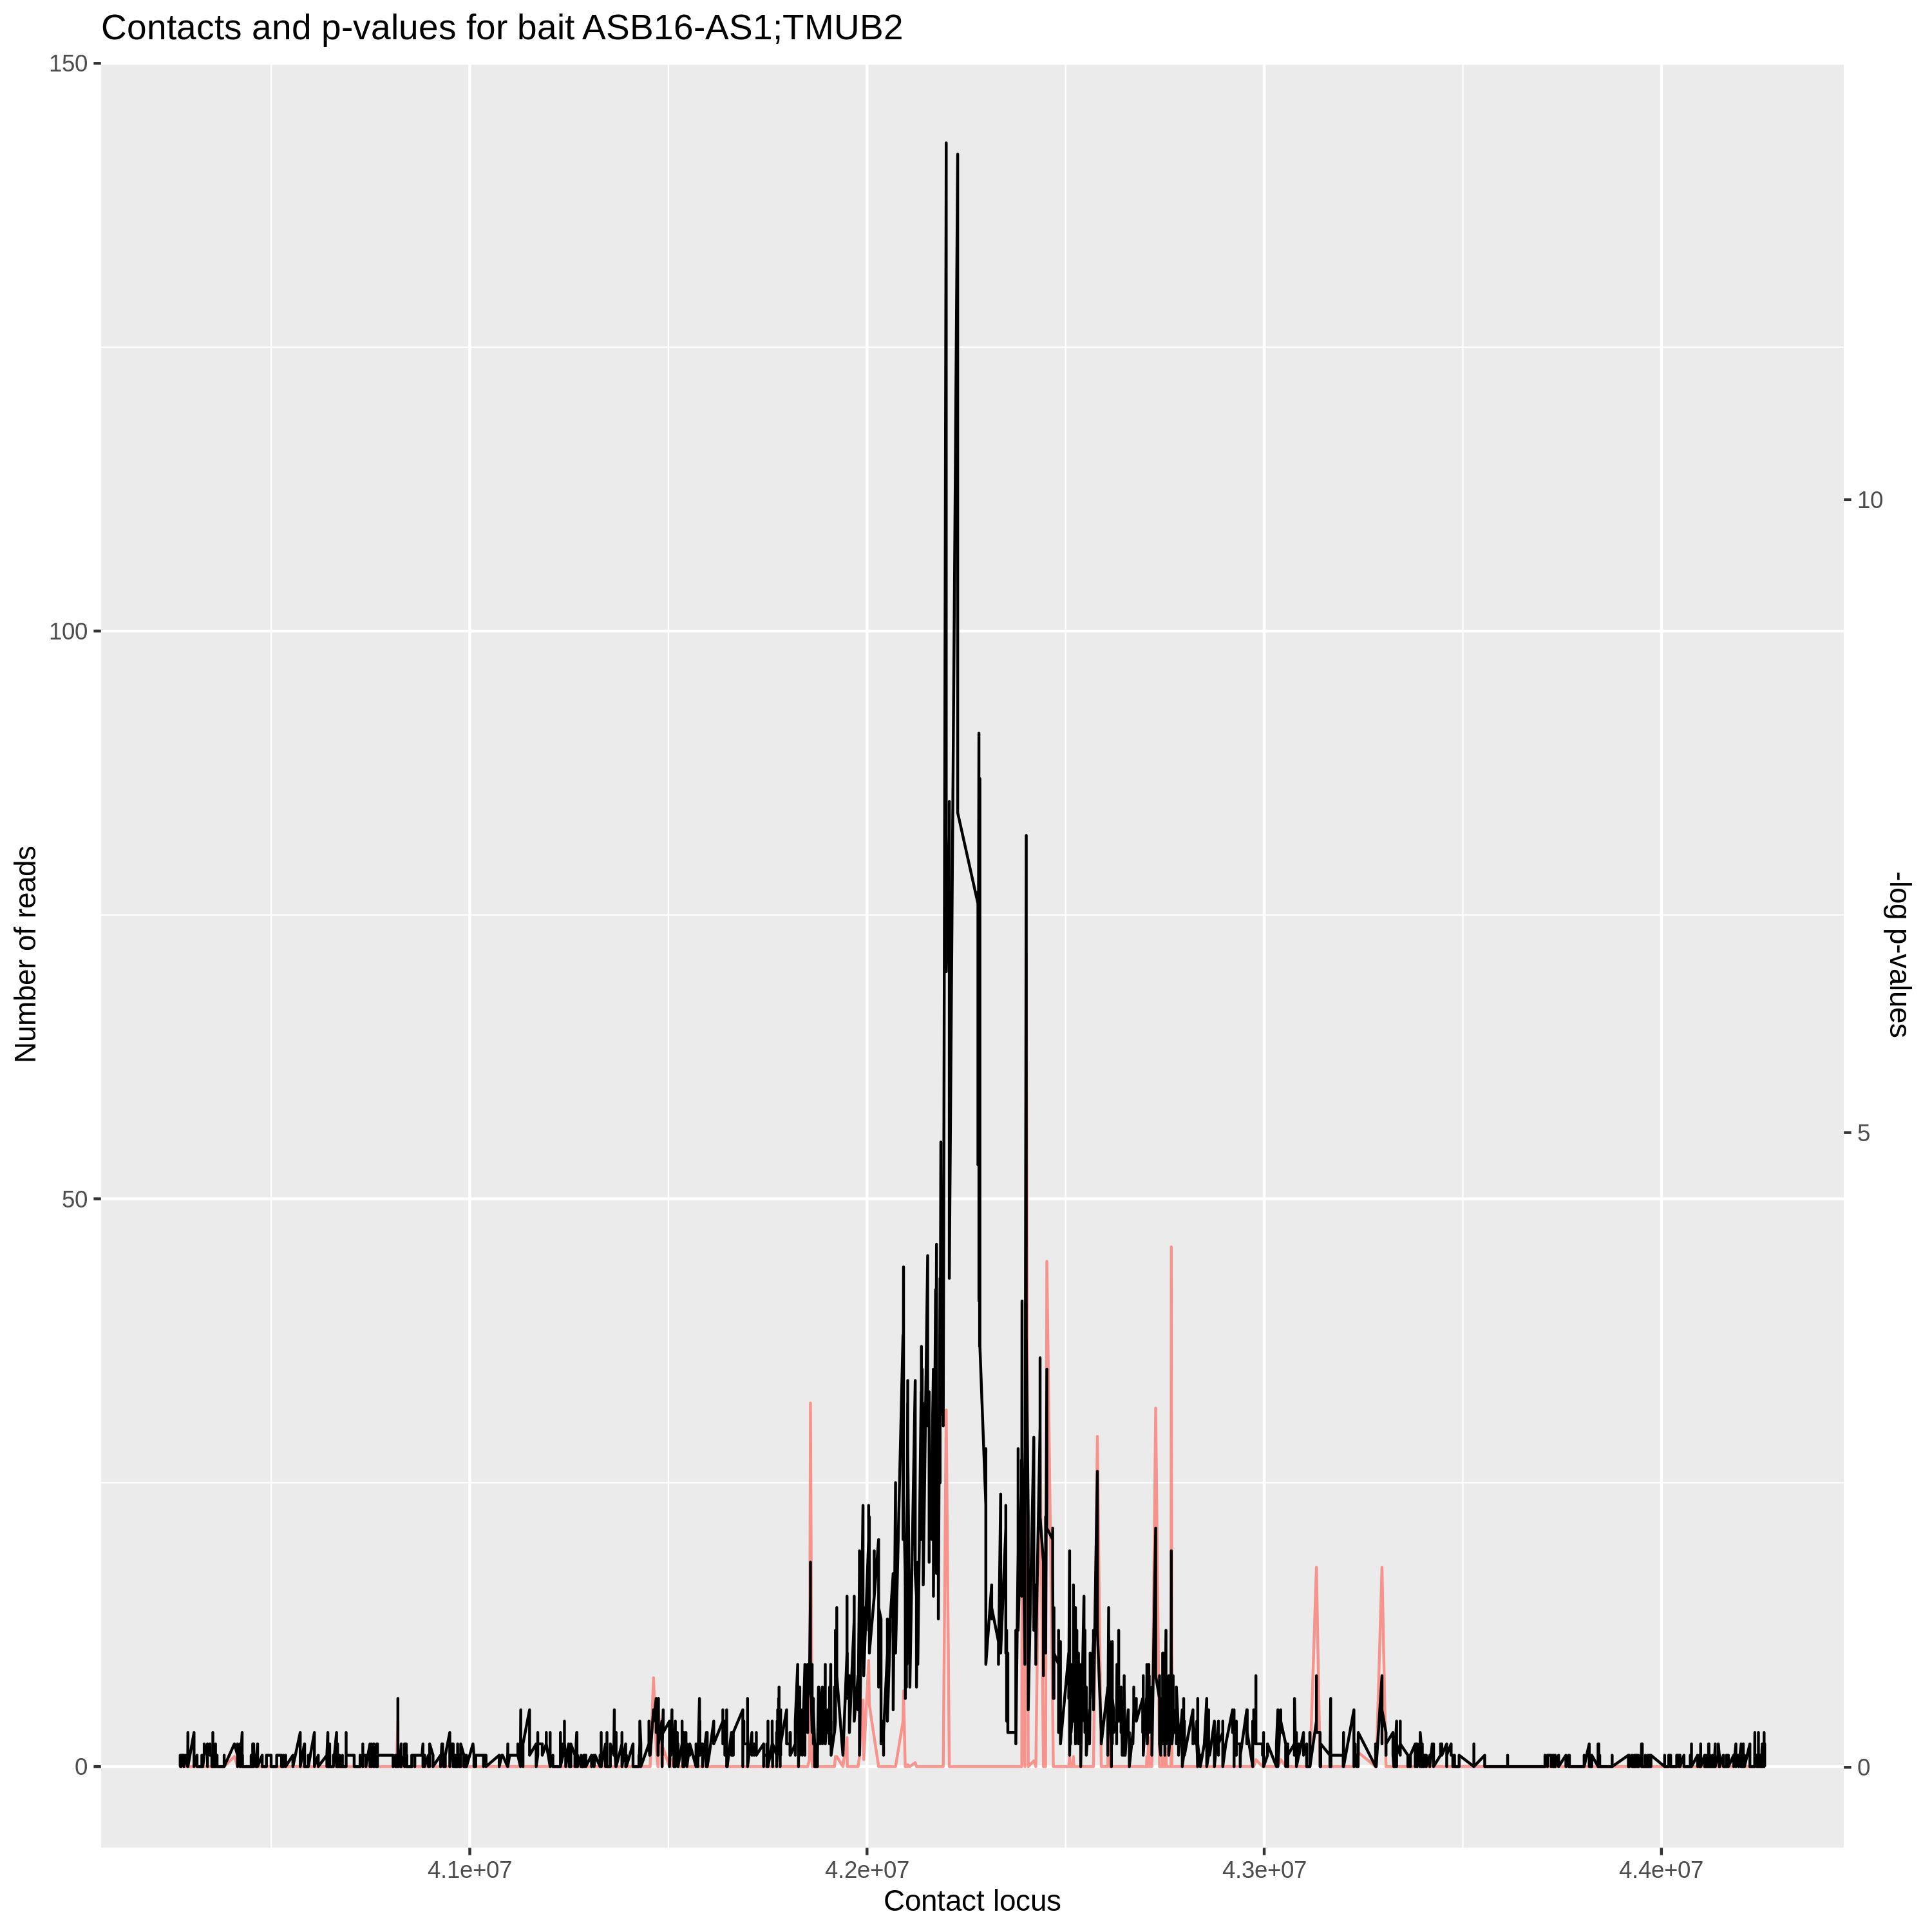 Contacts and p-values for bait ASB16-AS1;TMUB2
150
100
50
0
Number of reads
10
5
0
-log p-values
4.1e+07
4.2e+07
4.3e+07
4.4e+07
Contact locus